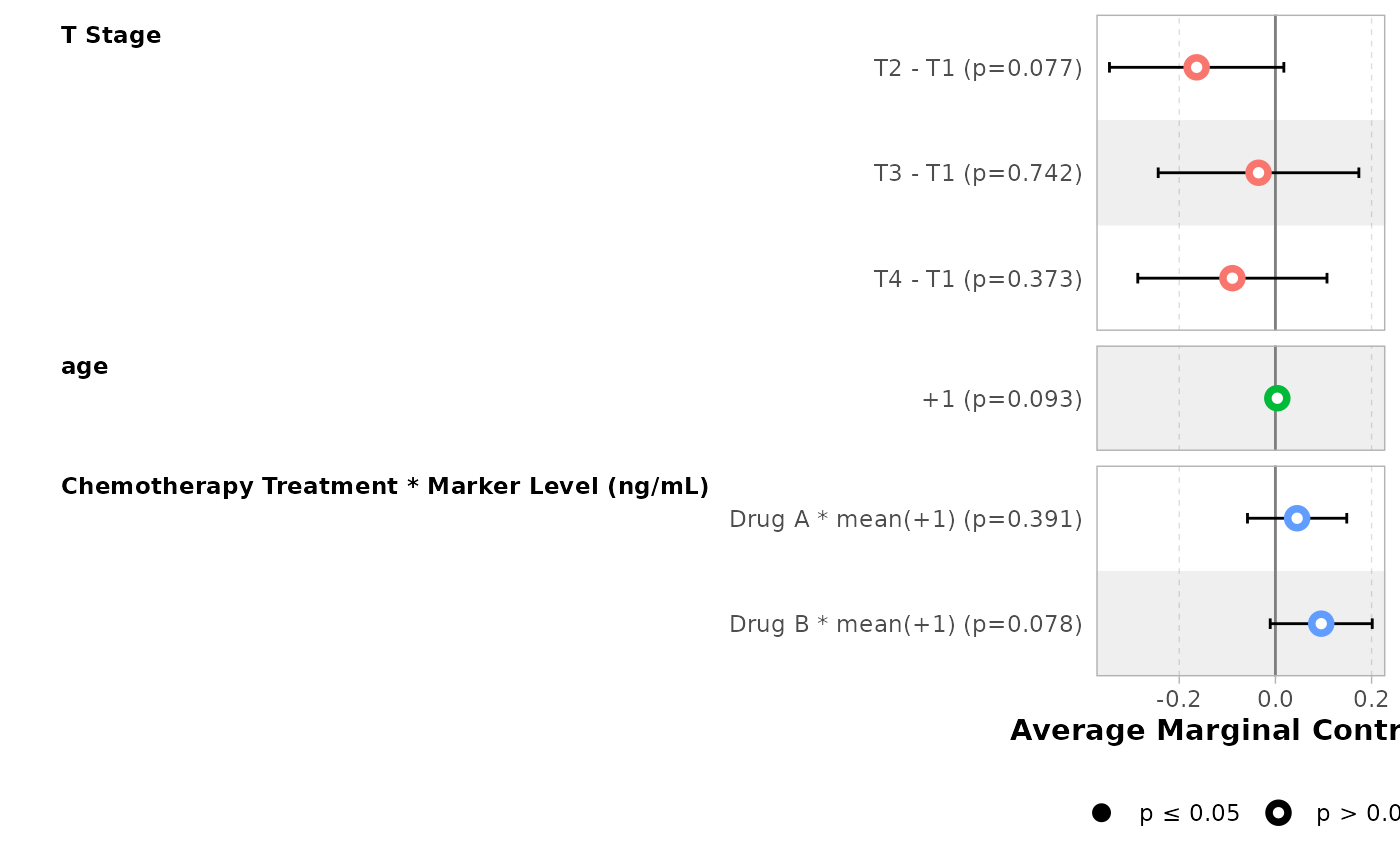 T Stage
T2 - T1 (p=0.077)
T3 - T1 (p=0.742)
T4 - T1 (p=0.373)
age
+1 (p=0.093)
Chemotherapy Treatment * Marker Level (ng/mL)
Drug A * mean(+1) (p=0.391)
Drug B * mean(+1) (p=0.078)
-0.2 0.0 0.2
Average Marginal Contr
p ≤ 0.05 p > 0.0